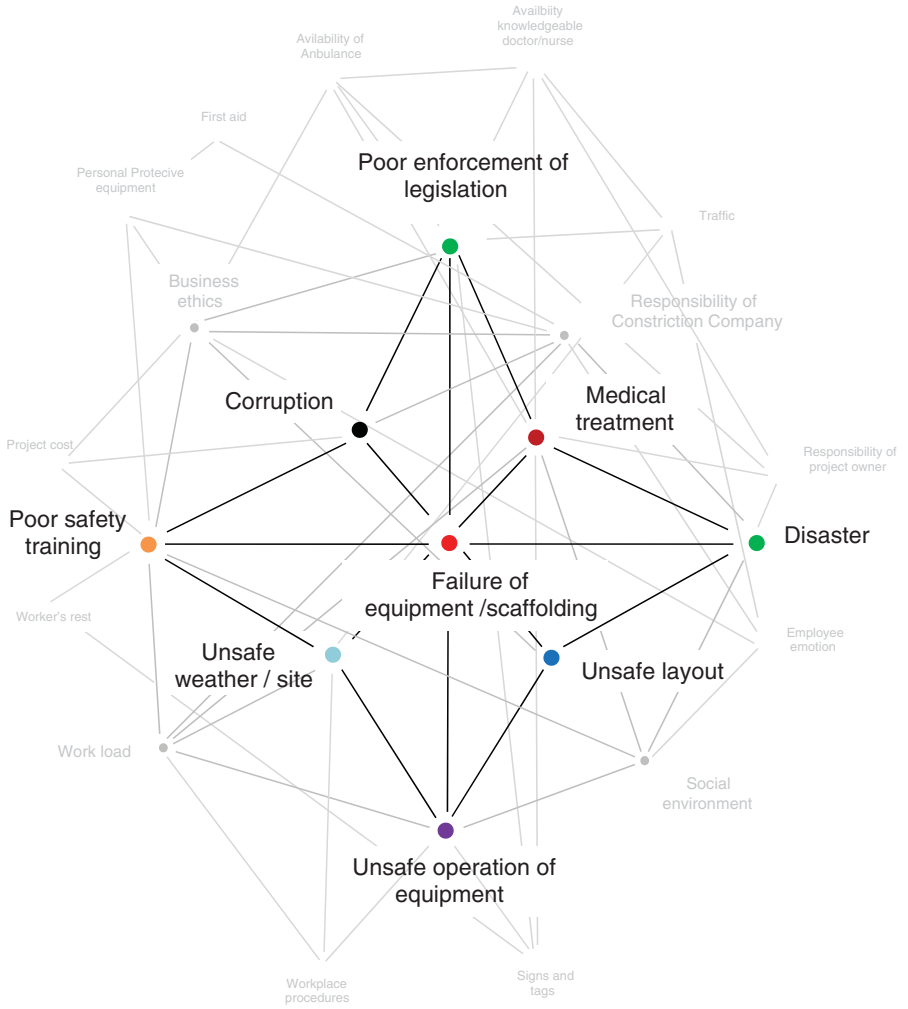 Availbiity
knowledgeable
doctor/nurse
Avilability of
Anbulance
First aid
Poor enforcement of
legislation
Personal Protecive
equipment
Traffic
Business
ethics
Responsibility of
Constriction Company
Corruption
Medical
treatment
Project cost
Responsibility of
project owner
Poor safety
training
Disaster
Failure of
equipment /scaffolding
Worker's rest
Employee
emotion
Unsafe
weather / site
Unsafe layout
Work load
Social
environment
Unsafe operation of
equipment
Workplace
procedures
Signs and
tags